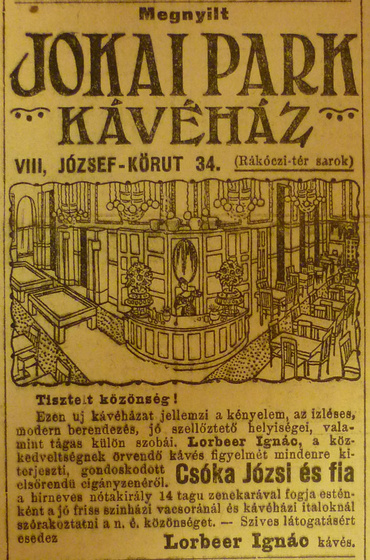 Megnyilt
JOKAI PARK
KÁVÉHÁZ
VIII, JÓZSEF-KÖRUT 34. (Rákóczi-tér sarok)
Tisztelt közönség!
Ezen uj kávéházat jellemzi a kényelem, az izléses,
modern berendezés, jó szellőztető helyiségei, vala-
mint tágas külön szobái. Lorbeer Ignác, a köz-
kedveltségnek örvendő kávés figyelmét mindenre ki-
terjeszti, gondoskodott Csóka Józsi és fia
elsőrendü cigányzenéről.
a hirneves nótakirály 14 tagu zenekarával fogja estén-
ként a jó friss szinházi vacsoránál és kávéházi italoknál
szórakoztatni a n. é. közönséget. — Szives látogatásért
esedez Lorbeer Ignác kávés.